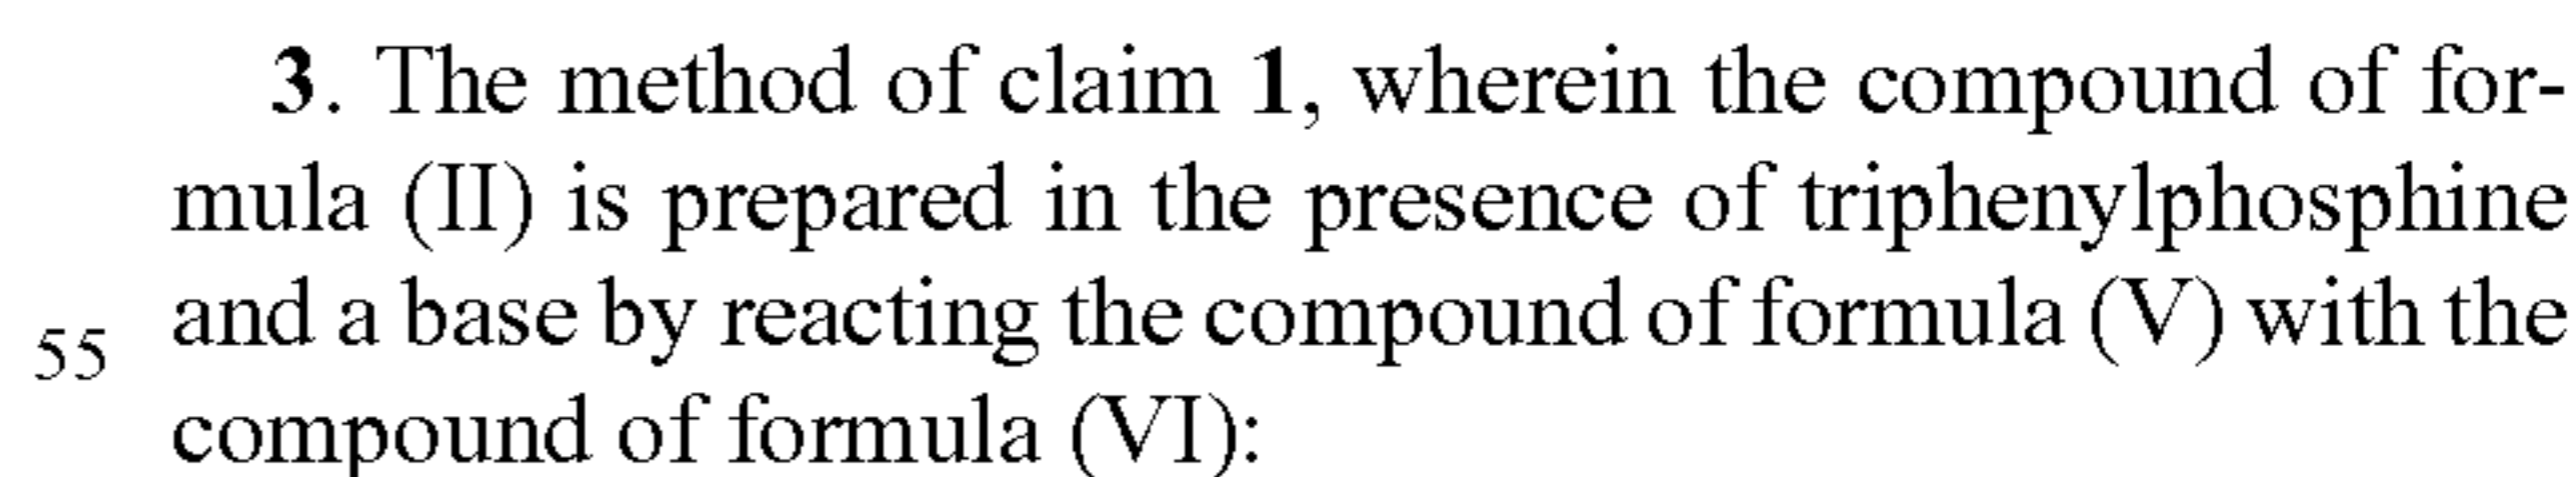 3. The method of claim 1, wherein the compound of for-
mula (II) is prepared in the presence of triphenylphosphine
55 and a base by reacting the compound of formula (V) with the
compound of formula (VI):